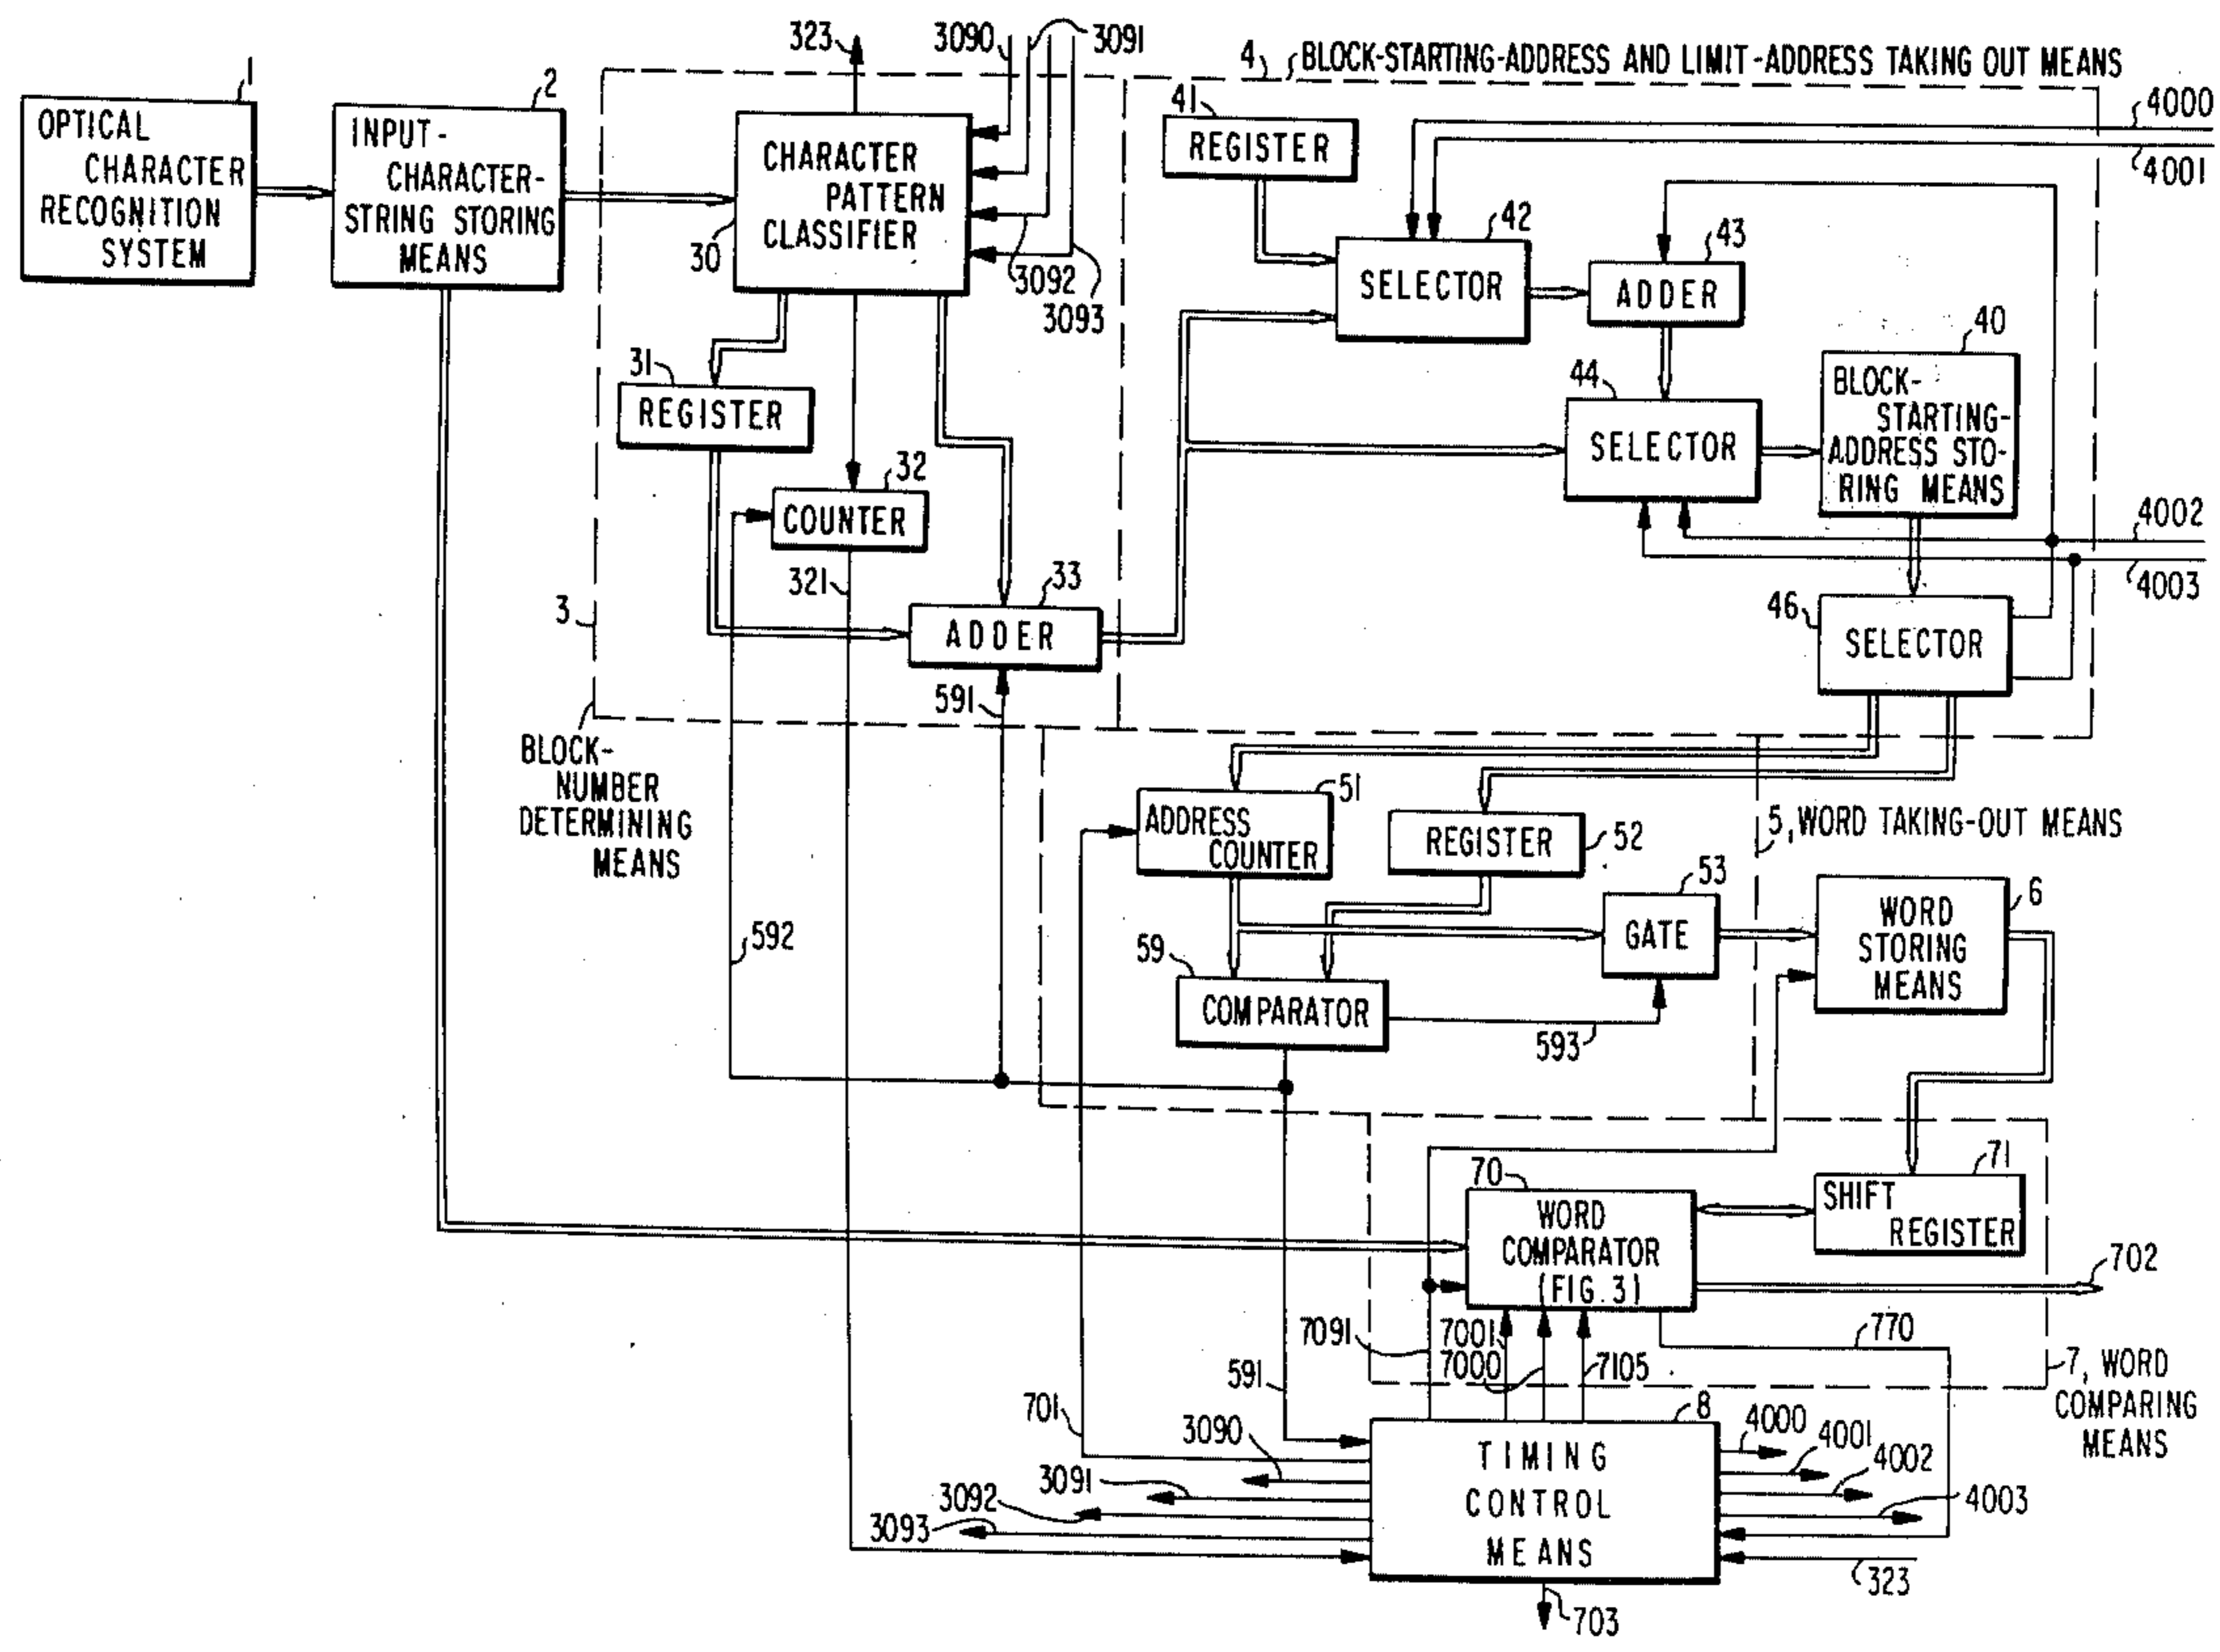 1
OPTICAL
CHARACTER
RECOGNITION
SYSTEM
2
INPUT-
CHARACTER-
STRING STORING
MEANS
323
3090
3091
CHARACTER
PATTERN
CLASSIFIER
30
3092
3093
31
REGISTER
32
COUNTER
321
33
ADDER
3
591
BLOCK-
NUMBER
DETERMINING
MEANS
592
4
BLOCK-STARTING-ADDRESS AND LIMIT-ADDRESS TAKING OUT MEANS
4000
4001
41
REGISTER
42
SELECTOR
43
ADDER
40
BLOCK-
STARTING-
ADDRESS STO-
RING MEANS
44
SELECTOR
4002
4003
46
SELECTOR
51
ADDRESS
COUNTER
REGISTER
52
5, WORD TAKING-OUT MEANS
53
GATE
6
WORD
STORING
MEANS
59
COMPARATOR
593
70
WORD
COMPARATOR
(FIG. 3)
71
SHIFT
REGISTER
702
7091
7001
7000
7105
770
7, WORD
COMPARING
MEANS
591
701
3090
3091
3092
3093
8
TIMING
CONTROL
MEANS
4000
4001
4002
4003
323
703